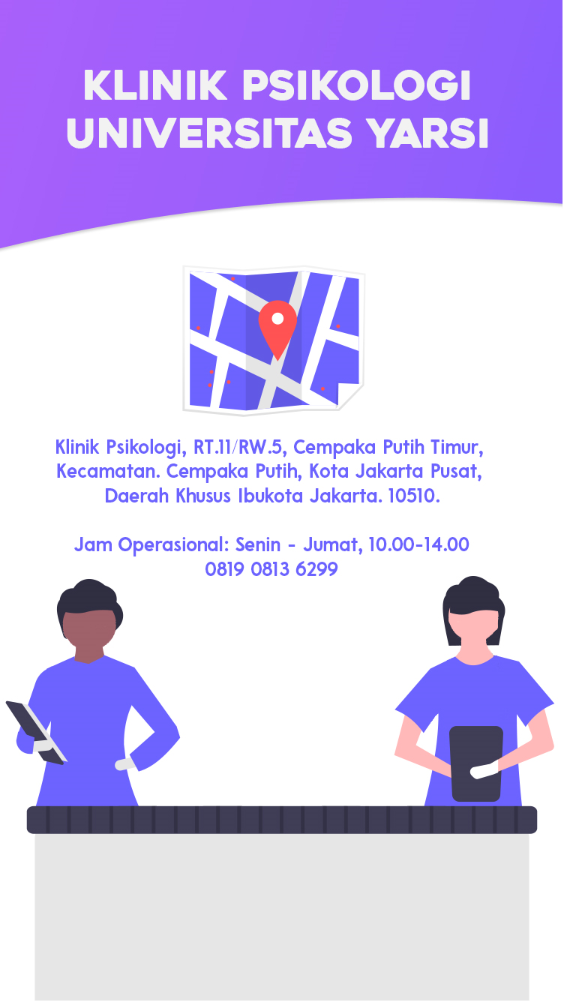 KLINIK PSIKOLOGI
UNIVERSITAS YARSI
Klinik Psikologi, RT.11/RW.5, Cempaka Putih Timur,
Kecamatan. Cempaka Putih, Kota Jakarta Pusat,
Daerah Khusus Ibukota Jakarta. 10510.
Jam Operasional: Senin - Jumat, 10.00-14.00
0819 0813 6299